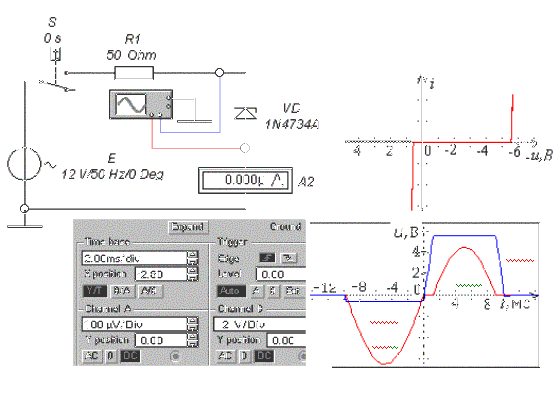 S
0 s
R1
50 Ohm
VD
1N4734A
E
12 V/50 Hz/0 Deg
0.000µ A
A2
i
4 2 0 -2 -4 -6
-u,В
Expand
Ground
Time base
2.00ms/div
X position 2.80
Y/T B/A A/B
Trigger
Edge
Level 0.00
Auto A B Ext
Channel A
Y position 0.00
AC 0 DC
Channel B
2 V/Div
Y position 0.00
AC 0 DC
u,В
4
2
0
-12 -8 -4
4 8 t, МС